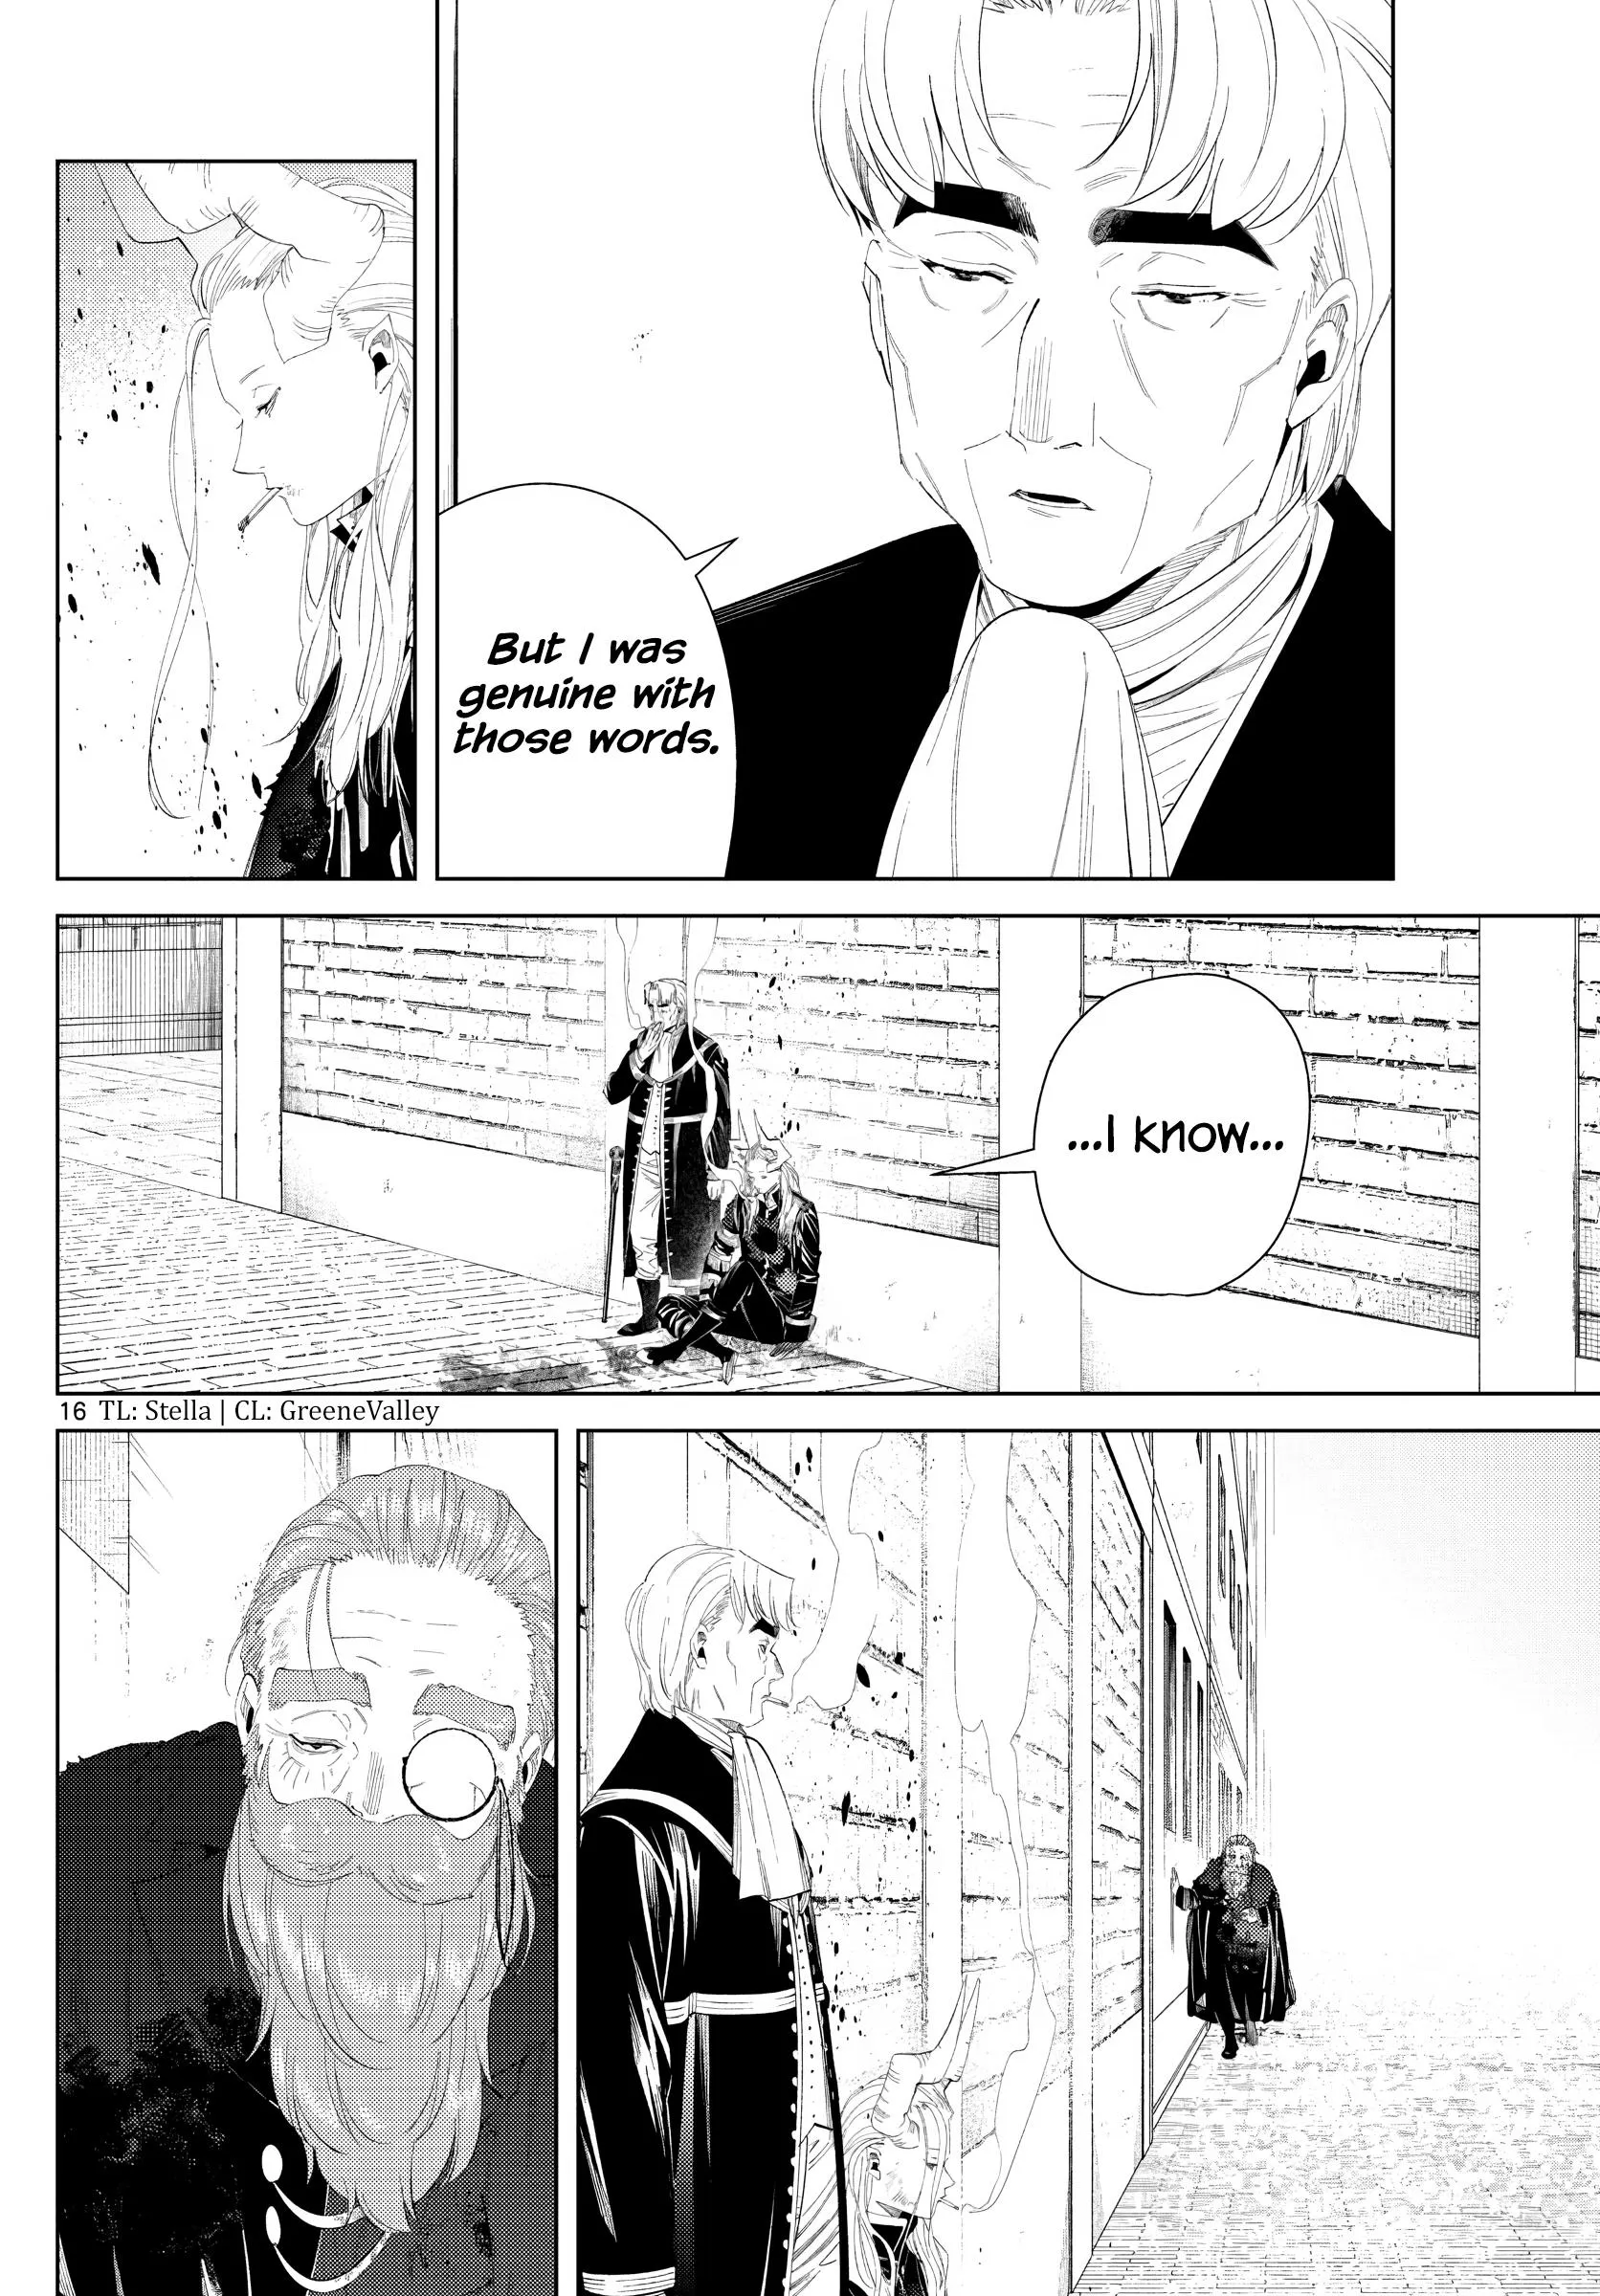 But I was
genuine with
those words.
...I know...
16 TL: Stella | CL: GreeneValley